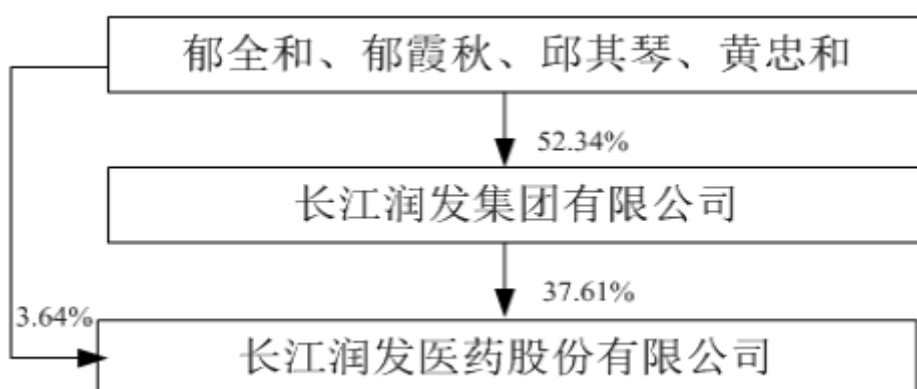 郁全和、郁霞秋、邱其琴、黄忠和
52.34%
长江润发集团有限公司
37.61%
3.64%
长江润发医药股份有限公司